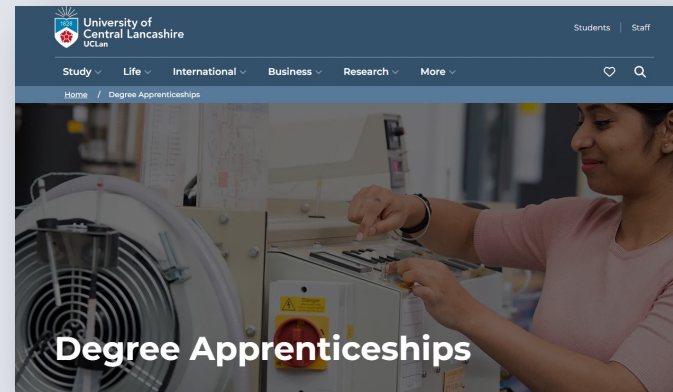 1828
University of
Central Lancashire
UCLan
Students | Staff
Study Life International Business Research More
Home / Degree Apprenticeships
Danger
Degree Apprenticeships